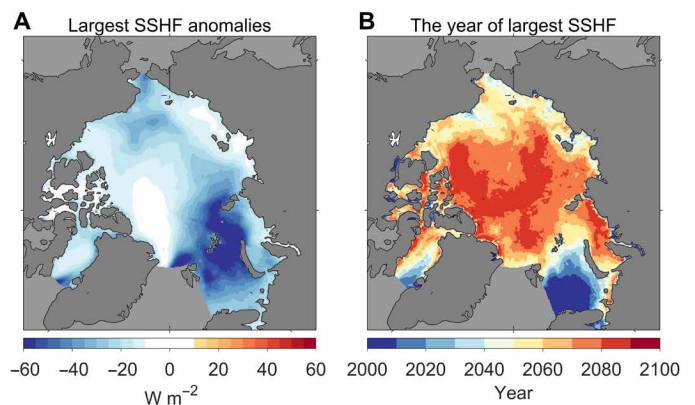 A Largest SSHF anomalies
−60 −40 −20 0 20 40 60
W m−2
B The year of largest SSHF
2000 2020 2040 2060 2080 2100
Year